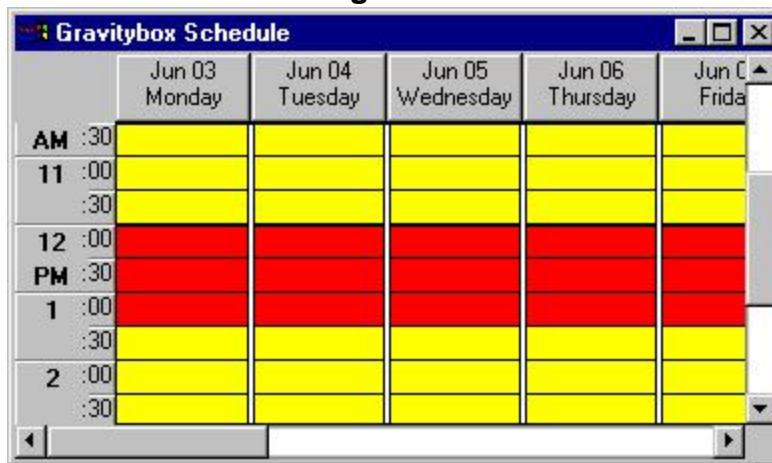 Gravitybox Schedule
Jun 03 Jun 04 Jun 05 Jun 06 Jun
Monday Tuesday Wednesday Thursday
AM :30
11 :00
:30
12 :00
PM :30
1 :00
:30
2 :00
:30